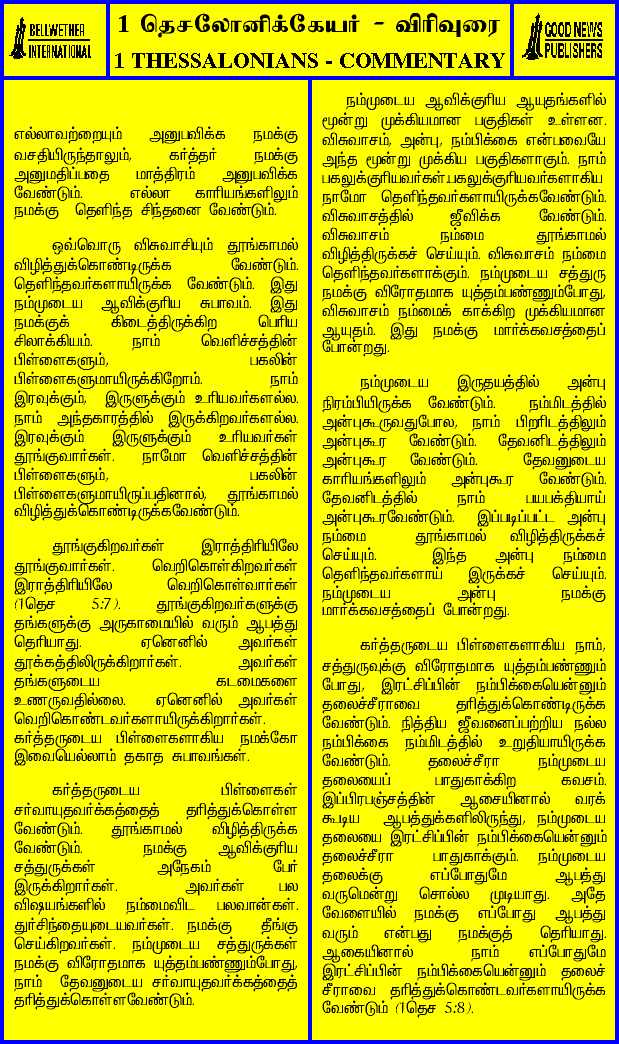 BELLWETHER
INTERNATIONAL
1 தெசலோனிக்கேயர் - விரிவுரை
1 THESSALONIANS - COMMENTARY
GOOD NEWS
PUBLISHERS
எல்லாவற்றையும் அனுபவிக்க நமக்கு
வசதியிருந்தாலும், கர்த்தர் நமக்கு
அனுமதிப்பதை மாத்திரம் அனுபவிக்க
வேண்டும். எல்லா காரியங்களிலும்
நமக்கு தெளிந்த சிந்தனை வேண்டும்.
ஒவ்வொரு விசுவாசியும் தூங்காமல்
விழித்துக்கொண்டிருக்க வேண்டும்.
தெளிந்தவர்களாயிருக்க வேண்டும். இது
நம்முடைய ஆவிக்குரிய சுபாவம். இது
நமக்குக் கிடைத்திருக்கிற பெரிய
சிலாக்கியம். நாம் வெளிச்சத்தின்
பிள்ளைகளும், பகலின்
பிள்ளைகளுமாயிருக்கிறோம். நாம்
இரவுக்கும், இருளுக்கும் உரியவர்களல்ல.
நாம் அந்தகாரத்தில் இருக்கிறவர்களல்ல.
இரவுக்கும் இருளுக்கும் உரியவர்கள்
தூங்குவார்கள். நாமோ வெளிச்சத்தின்
பிள்ளைகளும், பகலின்
பிள்ளைகளுமாயிருப்பதினால், தூங்காமல்
விழித்துக்கொண்டிருக்கவேண்டும்.
தூங்குகிறவர்கள் இராத்திரியிலே
தூங்குவார்கள். வெறிகொள்கிறவர்கள்
இராத்திரியிலே வெறிகொள்வார்கள்
(1தெச 5:7). தூங்குகிறவர்களுக்கு
தங்களுக்கு அருகாமையில் வரும் ஆபத்து
தெரியாது. ஏனெனில் அவர்கள்
தூக்கத்திலிருக்கிறார்கள். அவர்கள்
தங்களுடைய கடமைகளை
உணருவதில்லை. ஏனெனில் அவர்கள்
வெறிகொண்டவர்களாயிருக்கிறார்கள்.
கர்த்தருடைய பிள்ளைகளாகிய நமக்கோ
இவையெல்லாம் தகாத சுபாவங்கள்.
கர்த்தருடைய பிள்ளைகள்
சர்வாயுதவர்க்கத்தைத் தரித்துக்கொள்ள
வேண்டும். தூங்காமல் விழித்திருக்க
வேண்டும். நமக்கு ஆவிக்குரிய
சத்துருக்கள் அநேகம் பேர்
இருக்கிறார்கள். அவர்கள் பல
விஷயங்களில் நம்மைவிட பலவான்கள்.
துர்சிந்தையுடையவர்கள். நமக்கு தீங்கு
செய்கிறவர்கள். நம்முடைய சத்துருக்கள்
நமக்கு விரோதமாக யுத்தம்பண்ணும்போது,
நாம் தேவனுடைய சர்வாயுதவர்க்கத்தைத்
தரித்துக்கொள்ளவேண்டும்.
நம்முடைய ஆவிக்குரிய ஆயுதங்களில்
மூன்று முக்கியமான பகுதிகள் உள்ளன.
விசுவாசம், அன்பு, நம்பிக்கை என்பவையே
அந்த மூன்று முக்கிய பகுதிகளாகும். நாம்
பகலுக்குரியவர்கள்.பகலுக்குரியவர்களாகிய
நாமோ தெளிந்தவர்களாயிருக்கவேண்டும்.
விசுவாசத்தில் ஜீவிக்க வேண்டும்.
விசுவாசம் நம்மை தூங்காமல்
விழித்திருக்கச் செய்யும். விசுவாசம் நம்மை
தெளிந்தவர்களாக்கும். நம்முடைய சத்துரு
நமக்கு விரோதமாக யுத்தம்பண்ணும்போது,
விசுவாசம் நம்மைக் காக்கிற முக்கியமான
ஆயுதம். இது நமக்கு மார்க்கவசத்தைப்
போன்றது.
நம்முடைய இருதயத்தில் அன்பு
நிரம்பியிருக்க வேண்டும். நம்மிடத்தில்
அன்புகூருவதுபோல, நாம் பிறரிடத்திலும்
அன்புகூர வேண்டும். தேவனிடத்திலும்
அன்புகூர வேண்டும். தேவனுடைய
காரியங்களிலும் அன்புகூர வேண்டும்.
தேவனிடத்தில் நாம் பயபக்தியாய்
அன்புகூரவேண்டும். இப்படிப்பட்ட அன்பு
நம்மை தூங்காமல் விழித்திருக்கச்
செய்யும். இந்த அன்பு நம்மை
தெளிந்தவர்களாய் இருக்கச் செய்யும்.
நம்முடைய அன்பு நமக்கு
மார்க்கவசத்தைப் போன்றது.
கர்த்தருடைய பிள்ளைகளாகிய நாம்,
சத்துருவுக்கு விரோதமாக யுத்தம்பண்ணும்
போது, இரட்சிப்பின் நம்பிக்கையென்னும்
தலைச்சீராவை தரித்துக்கொண்டிருக்க
வேண்டும். நித்திய ஜீவனைப்பற்றிய நல்ல
நம்பிக்கை நம்மிடத்தில் உறுதியாயிருக்க
வேண்டும். தலைச்சீரா நம்முடைய
தலையைப் பாதுகாக்கிற கவசம்.
இப்பிரபஞ்சத்தின் ஆசையினால் வரக்
கூடிய ஆபத்துக்களிலிருந்து, நம்முடைய
தலையை இரட்சிப்பின் நம்பிக்கையென்னும்
தலைச்சீரா பாதுகாக்கும். நம்முடைய
தலைக்கு எப்போதுமே ஆபத்து
வருமென்று சொல்ல முடியாது. அதே
வேளையில் நமக்கு எப்போது ஆபத்து
வரும் என்பது நமக்குத் தெரியாது.
ஆகையினால் நாம் எப்போதுமே
இரட்சிப்பின் நம்பிக்கையென்னும் தலைச்
சீராவை தரித்துக்கொண்டவர்களாயிருக்க
வேண்டும் (1தெச 5:8).